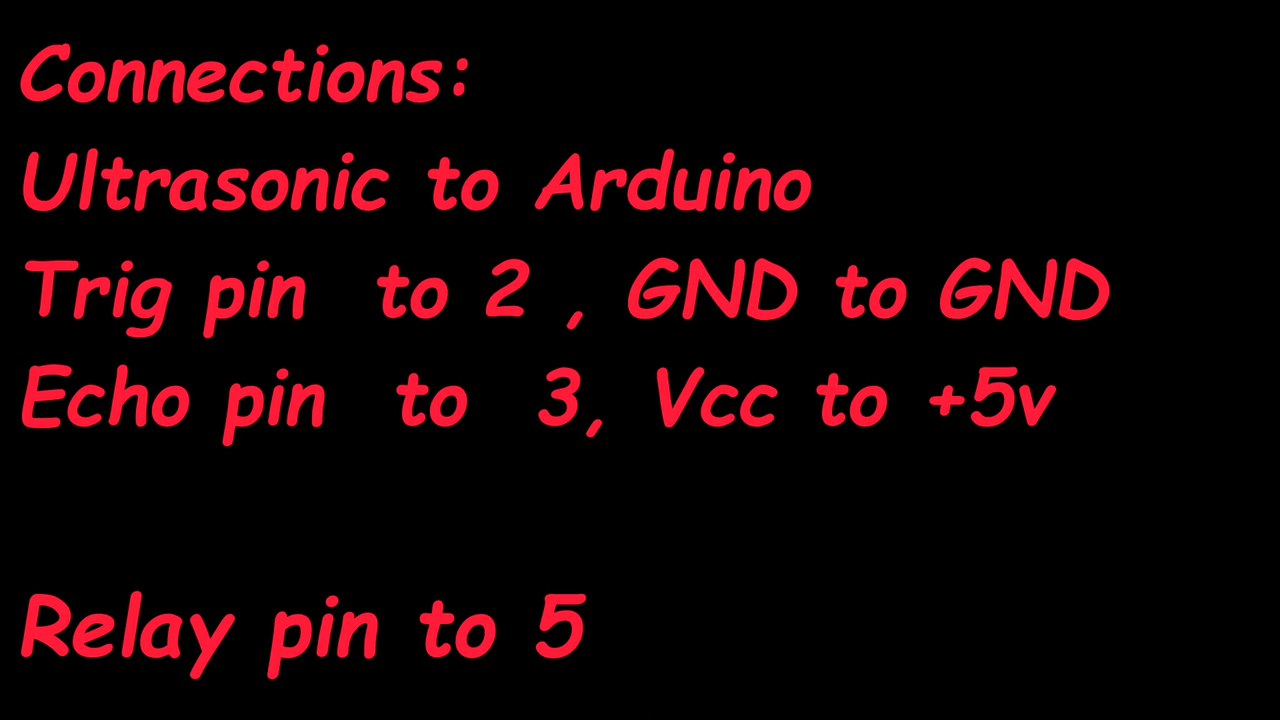 Connections:
Ultrasonic to Arduino
Trig pin to 2 , GND to GND
Echo pin to 3, Vcc to +5v
Relay pin to 5